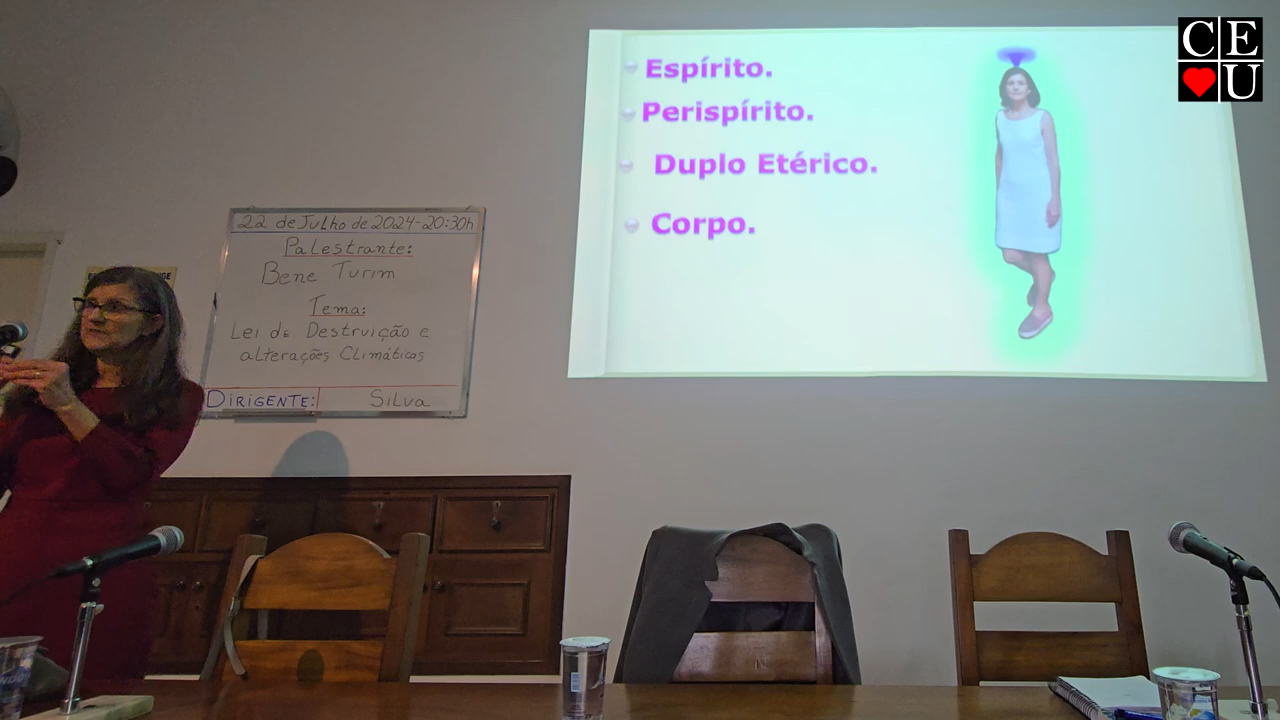 Espírito.
Perispírito.
Duplo Etérico.
Corpo.
C E
U
22 de Julho de 2024-20:30h
Palestrante:
Bene Turim
Tema:
Lei de Destruição e
alterações Climáticas
DIRIGENTE: Silva